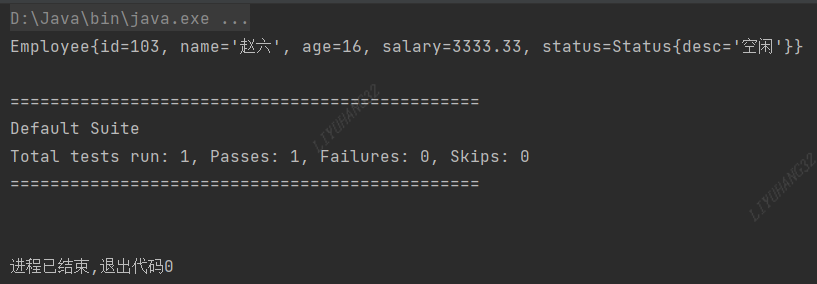 D:\Java\bin\java.exe ...
Employee{id=103, name='赵六', age=16, salary=3333.33, status=Status{desc='空闲'}}
===============================================
Default Suite
Total tests run: 1, Passes: 1, Failures: 0, Skips: 0
===============================================
进程已结束,退出代码0
LIYUHANG32
LIYUHANG32